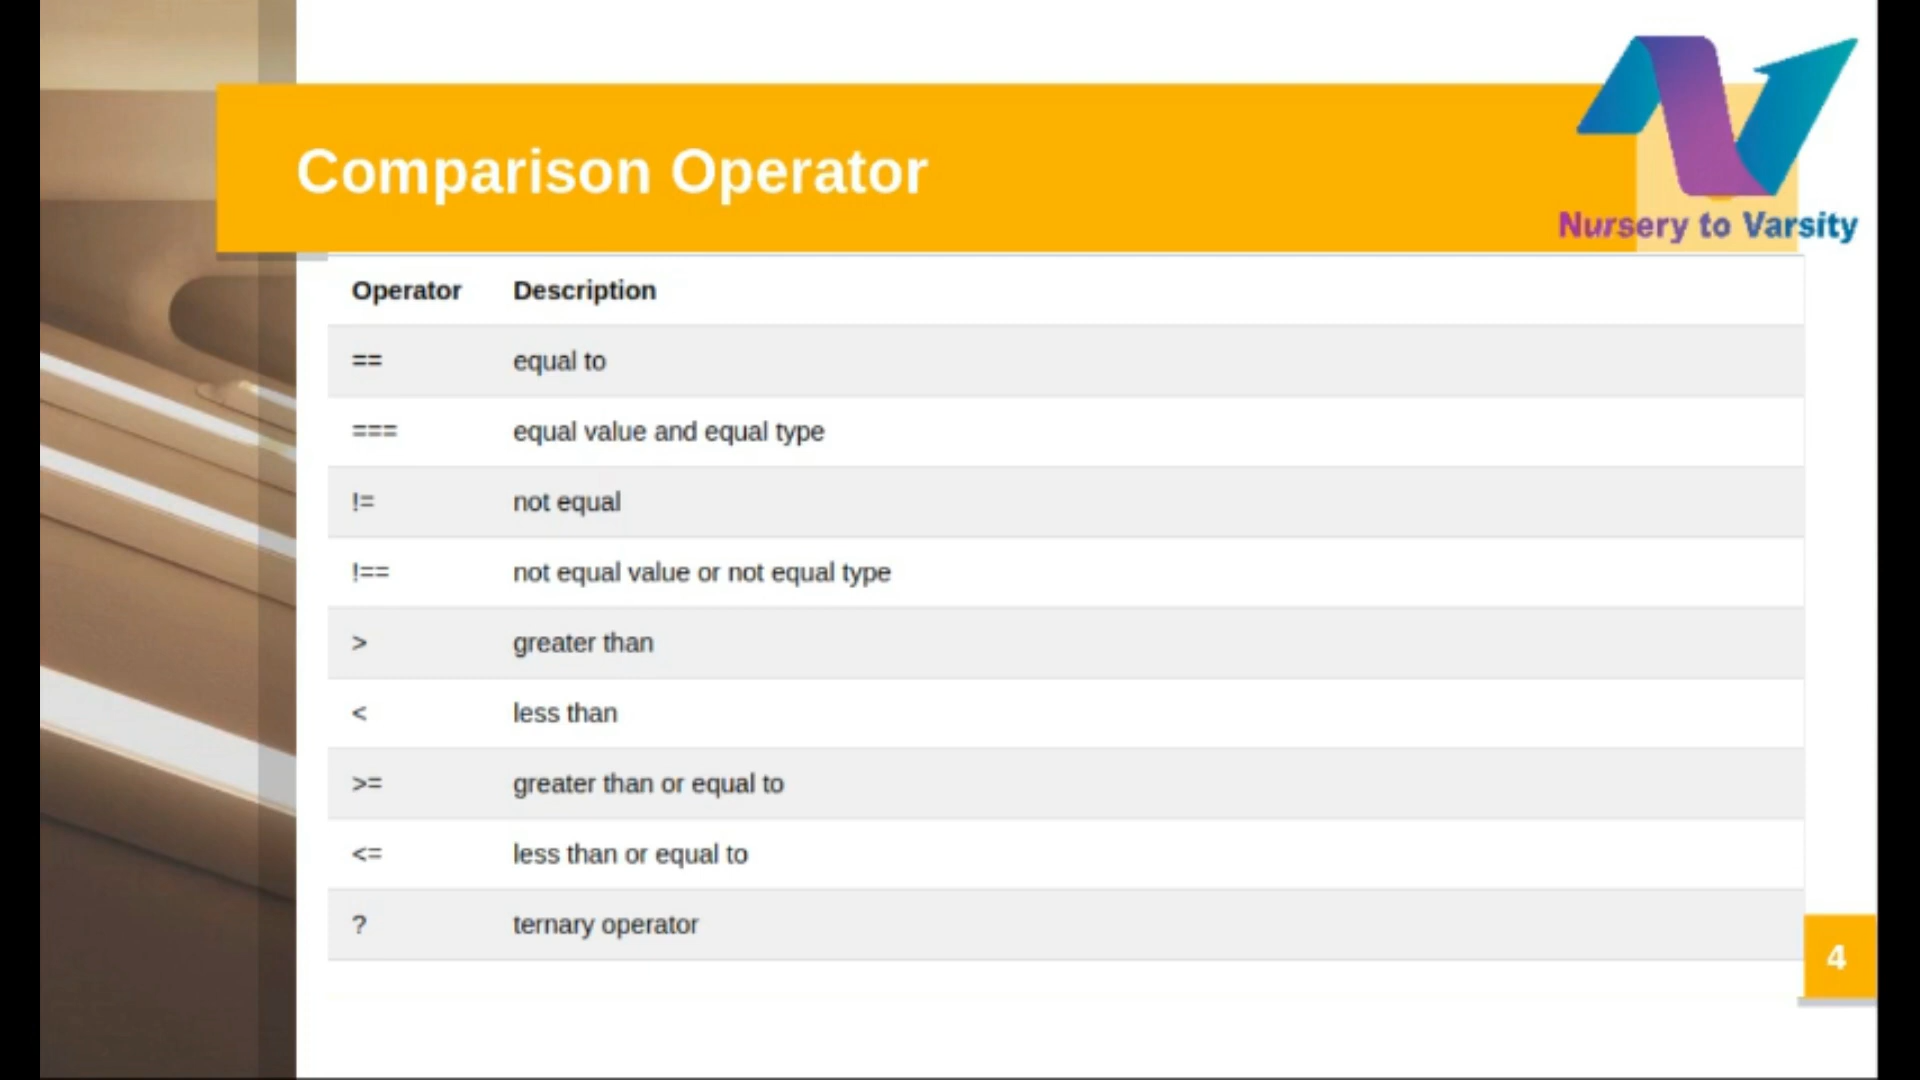 Comparison Operator
Nursery to Varsity
Operator Description
== equal to
=== equal value and equal type
!= not equal
!== not equal value or not equal type
> greater than
< less than
>= greater than or equal to
<= less than or equal to
? ternary operator
4